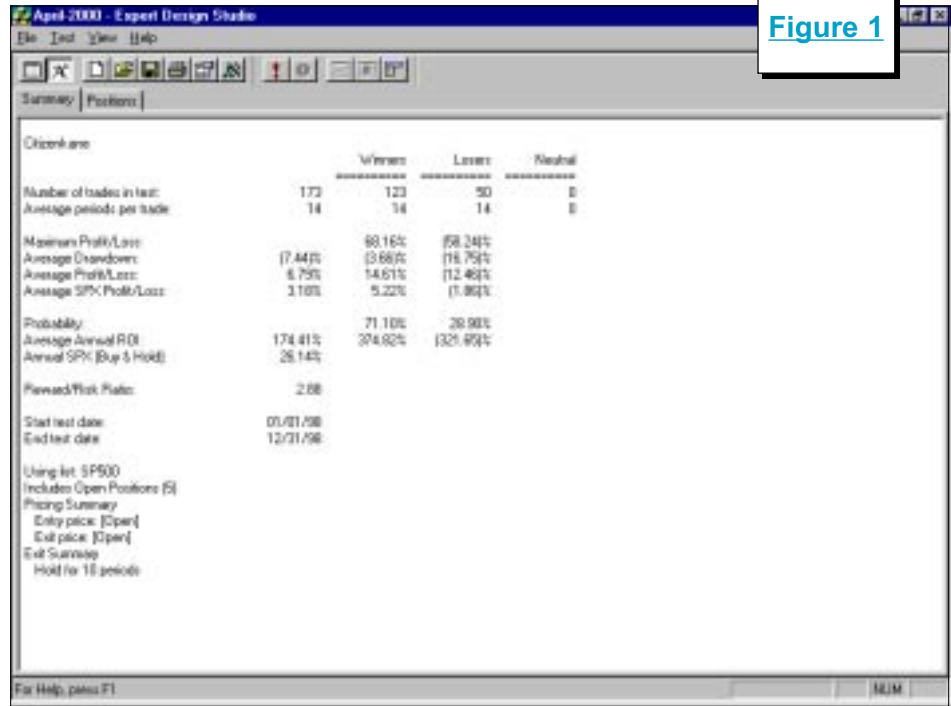 April-2000 - Expert Design Studio
Figure 1
File Test View Help
Summary Positions
Citizenkane
Winners Losers Neutral
=========== =========== ===========
Number of trades in test: 173 123 50 0
Average periods per trade: 14 14 14 0
Maximum Profit/Loss: 68.16% (58.24)%
Average Drawdown: (7.44)% (3.66)% (16.75)%
Average Profit/Loss: 6.79% 14.61% (12.46)%
Average SPX Profit/Loss: 3.18% 5.22% (1.86)%
Probability: 71.10% 28.90%
Average Annual ROI: 174.41% 374.82% (321.65)%
Annual SPX (Buy & Hold): 26.14%
Reward/Risk Ratio: 2.88
Start test date: 01/01/98
End test date: 12/31/98
Using list: SP500
Includes Open Positions (5)
Pricing Summary
Entry price: [Open]
Exit price: [Open]
Exit Summary
Hold for 10 periods
For Help, press F1
NUM